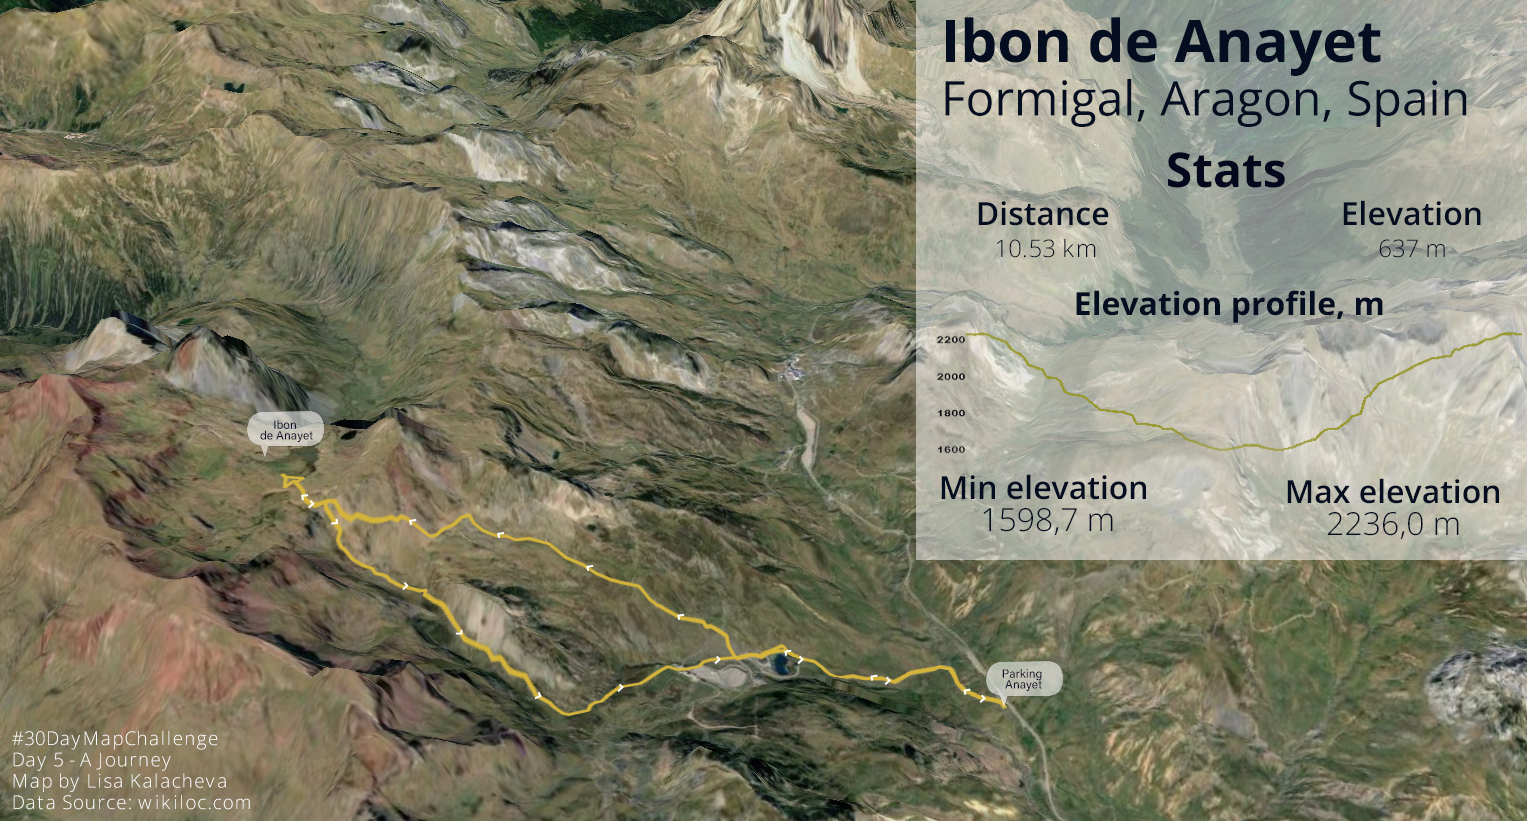 Ibon de Anayet
Formigal, Aragon, Spain
Stats
Distance
10.53 km
Elevation
637 m
Elevation profile, m
2200
2000
1800
1600
Min elevation
1598,7 m
Max elevation
2236,0 m
Ibon
de Anayet
Parking
Anayet
#30DayMapChallenge
Day 5 - A Journey
Map by Lisa Kalacheva
Data Source: wikiloc.com